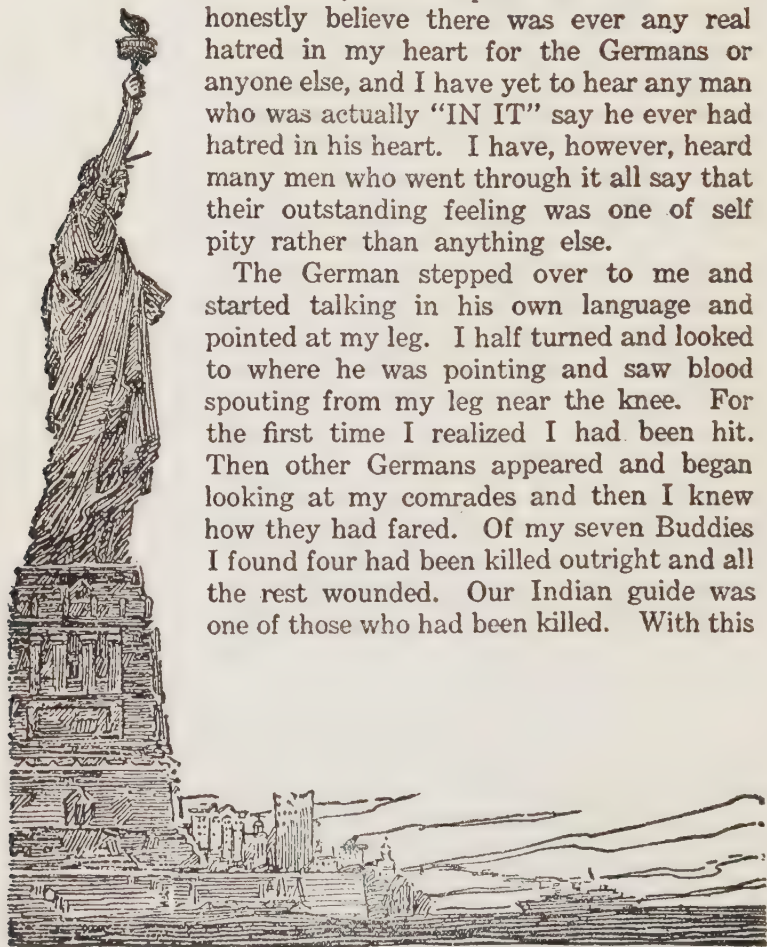 honestly believe there was ever any real
hatred in my heart for the Germans or
anyone else, and I have yet to hear any man
who was actually “IN IT” say he ever had
hatred in his heart. I have, however, heard
many men who went through it all say that
their outstanding feeling was one of self
pity rather than anything else.
The German stepped over to me and
started talking in his own language and
pointed at my leg. I half turned and looked
to where he was pointing and saw blood
spouting from my leg near the knee. For
the first time I realized I had been hit.
Then other Germans appeared and began
looking at my comrades and then I knew
how they had fared. Of my seven Buddies
I found four had been killed outright and all
the rest wounded. Our Indian guide was
one of those who had been killed. With this